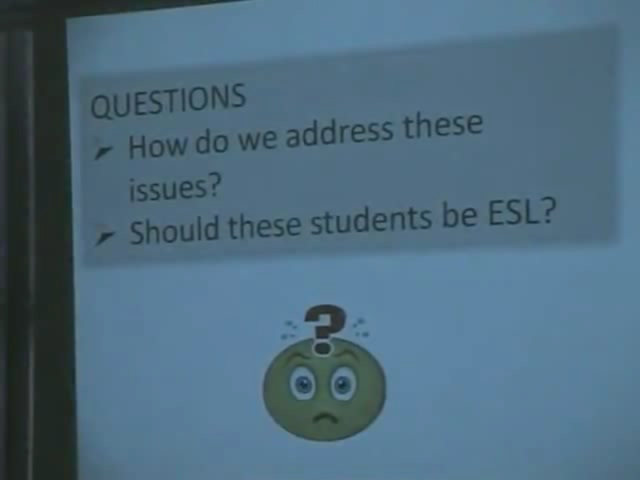 QUESTIONS
➢ How do we address these
issues?
➢ Should these students be ESL?
?